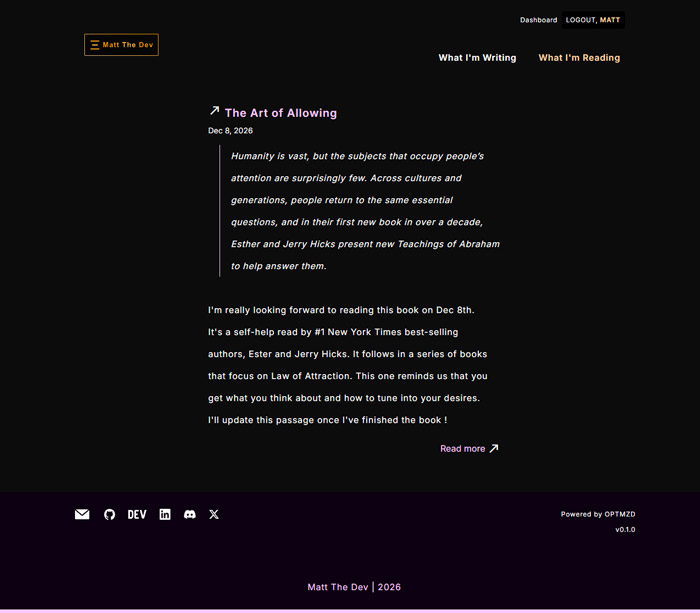 Dashboard LOGOUT, MATT
Matt The Dev
What I'm Writing What I'm Reading
The Art of Allowing
Dec 8, 2026
Humanity is vast, but the subjects that occupy people's
attention are surprisingly few. Across cultures and
generations, people return to the same essential
questions, and in their first new book in over a decade,
Esther and Jerry Hicks present new Teachings of Abraham
to help answer them.
I'm really looking forward to reading this book on Dec 8th.
It's a self-help read by #1 New York Times best-selling
authors, Ester and Jerry Hicks. It follows in a series of books
that focus on Law of Attraction. This one reminds us that you
get what you think about and how to tune into your desires.
I'll update this passage once I've finished the book !
Read more
DEV in X
Powered by OPTMZD
v0.1.0
Matt The Dev | 2026